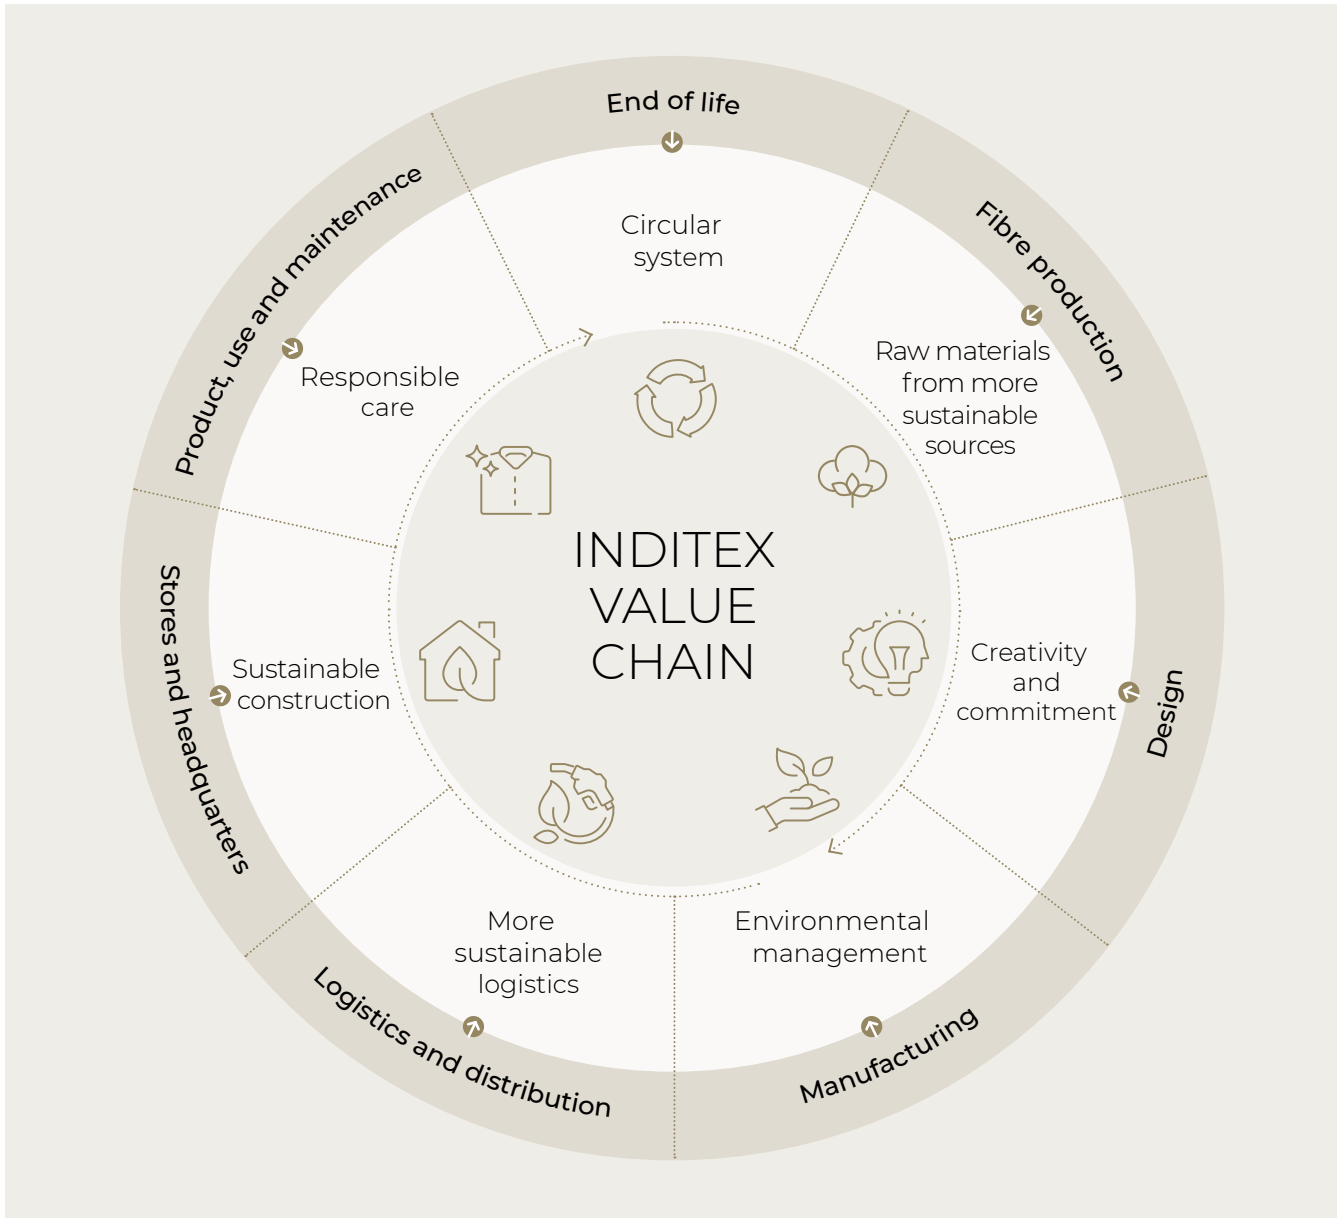 End of life
Circular
system
Fibre production
Raw materials
from more
sustainable
sources
Design
Creativity
and
commitment
Manufacturing
Environmental
management
Logistics and distribution
More
sustainable
logistics
Stores and headquarters
Sustainable
construction
Product, use and maintenance
Responsible
care
INDITEX
VALUE
CHAIN